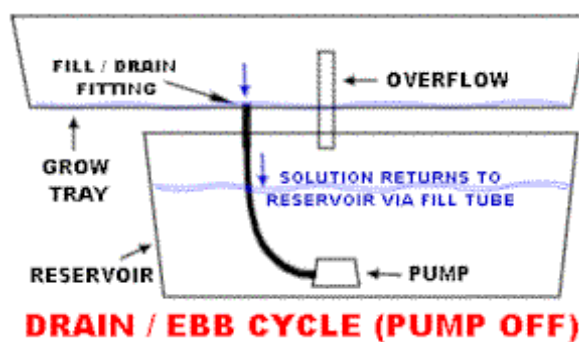 FILL / DRAIN
FITTING
OVERFLOW
GROW
TRAY
SOLUTION RETURNS TO
RESERVOIR VIA FILL TUBE
RESERVOIR
PUMP
DRAIN / EBB CYCLE (PUMP OFF)